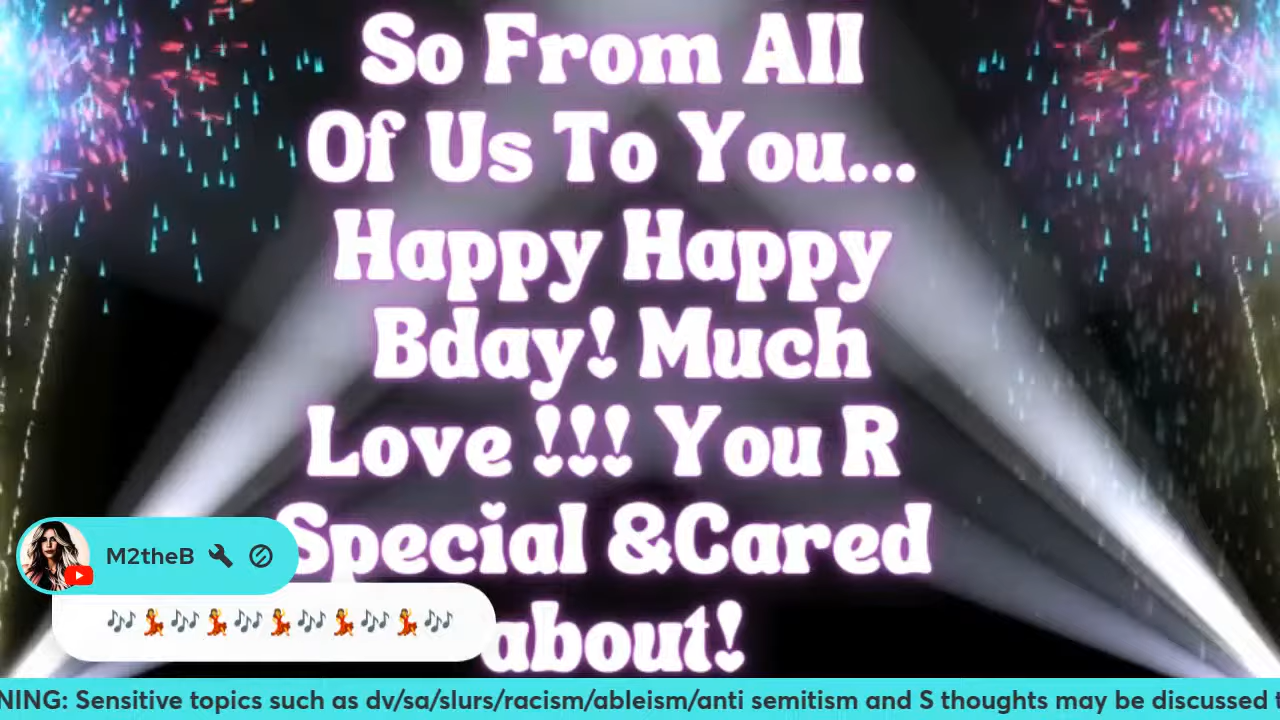 So From All
Of Us To You...
Happy Happy
Bday! Much
Love !!! You R
Special &Cared
about!
M2theB
🎶💃🎶💃🎶💃🎶💃🎶💃🎶
NING: Sensitive topics such as dv/sa/slurs/racism/ableism/anti semitism and S thoughts may be discussed t